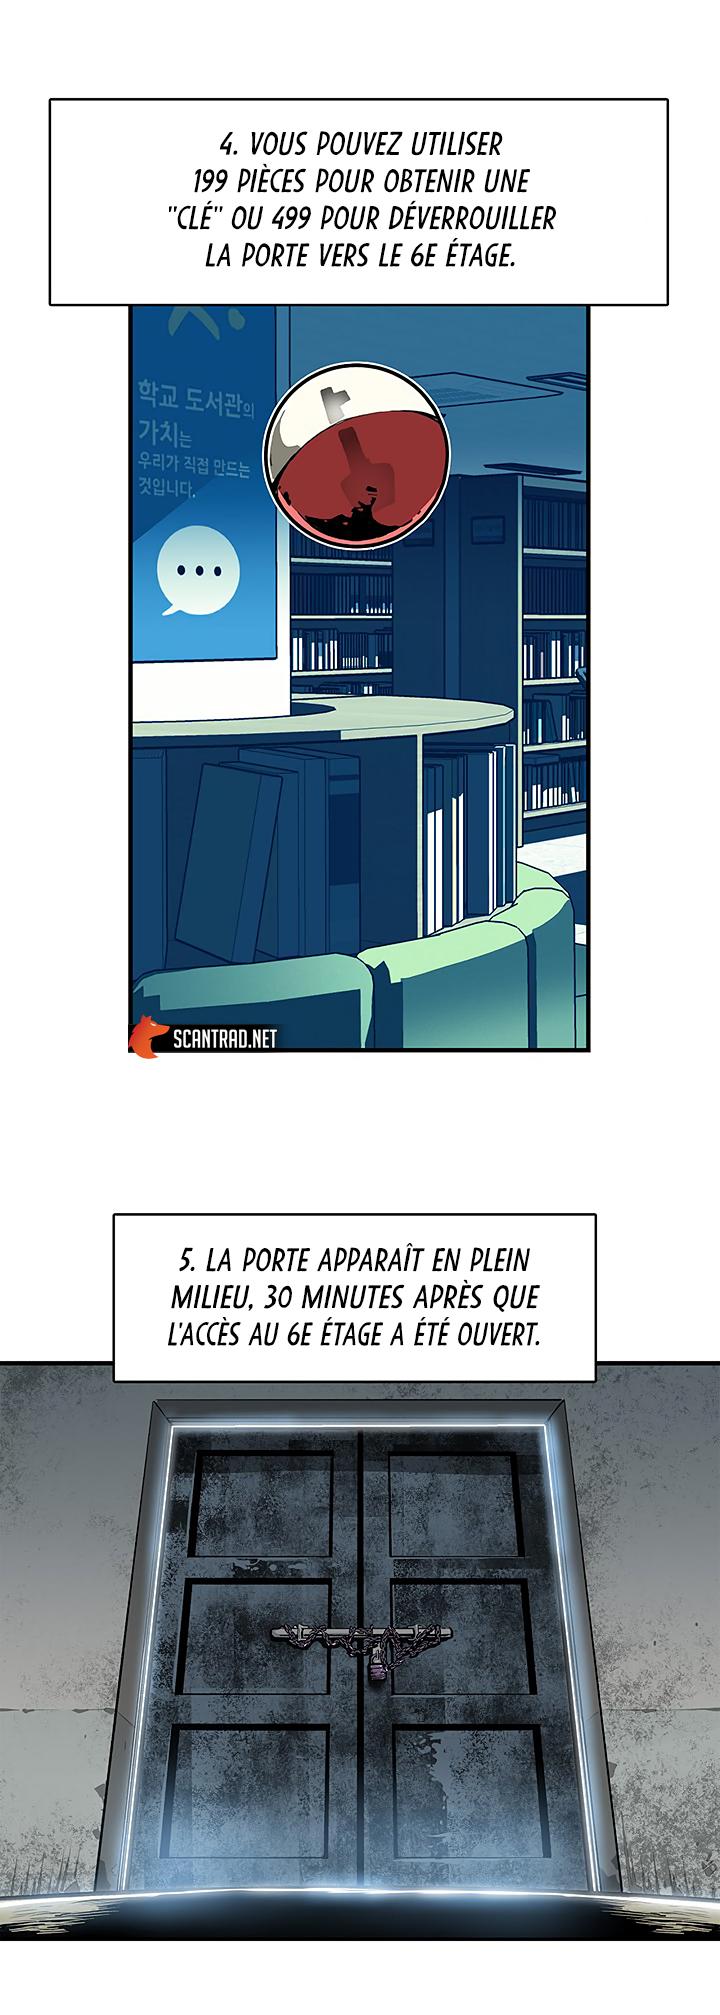 4. VOUS POUVEZ UTILISER
199 PIÈCES POUR OBTENIR UNE
"CLÉ" OU 499 POUR DÉVERROUILLER
LA PORTE VERS LE 6E ÉTAGE.
학교 도서관의
가치는
우리가 직접 만드는
것입니다.
SCANTRAD.NET
5. LA PORTE APPARAÎT EN PLEIN
MILIEU, 30 MINUTES APRÈS QUE
L'ACCÈS AU 6E ÉTAGE A ÉTÉ OUVERT.